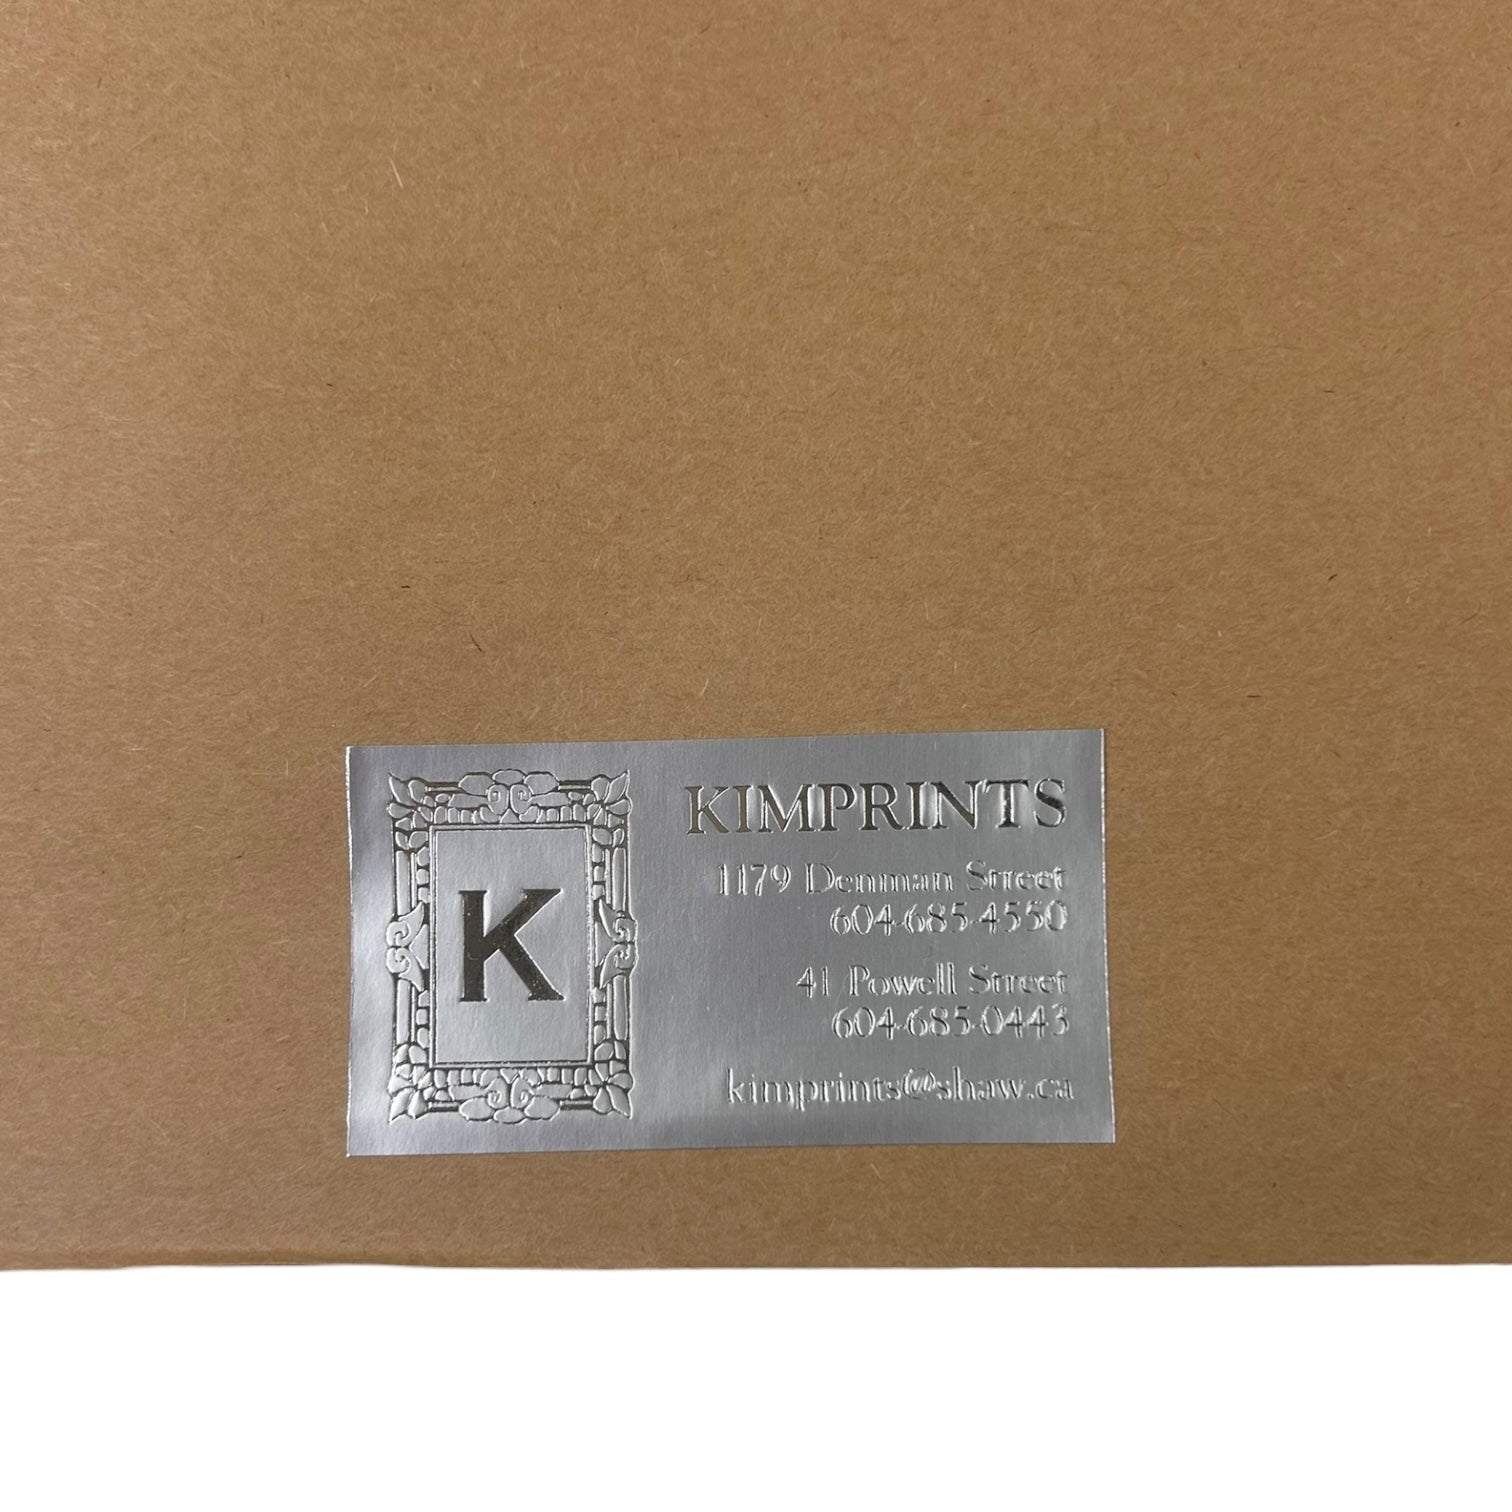 K
KIMPRINTS
1179 Denman Street
604-685-4550
41 Powell Street
604-685-0443
kimprints@shaw.ca